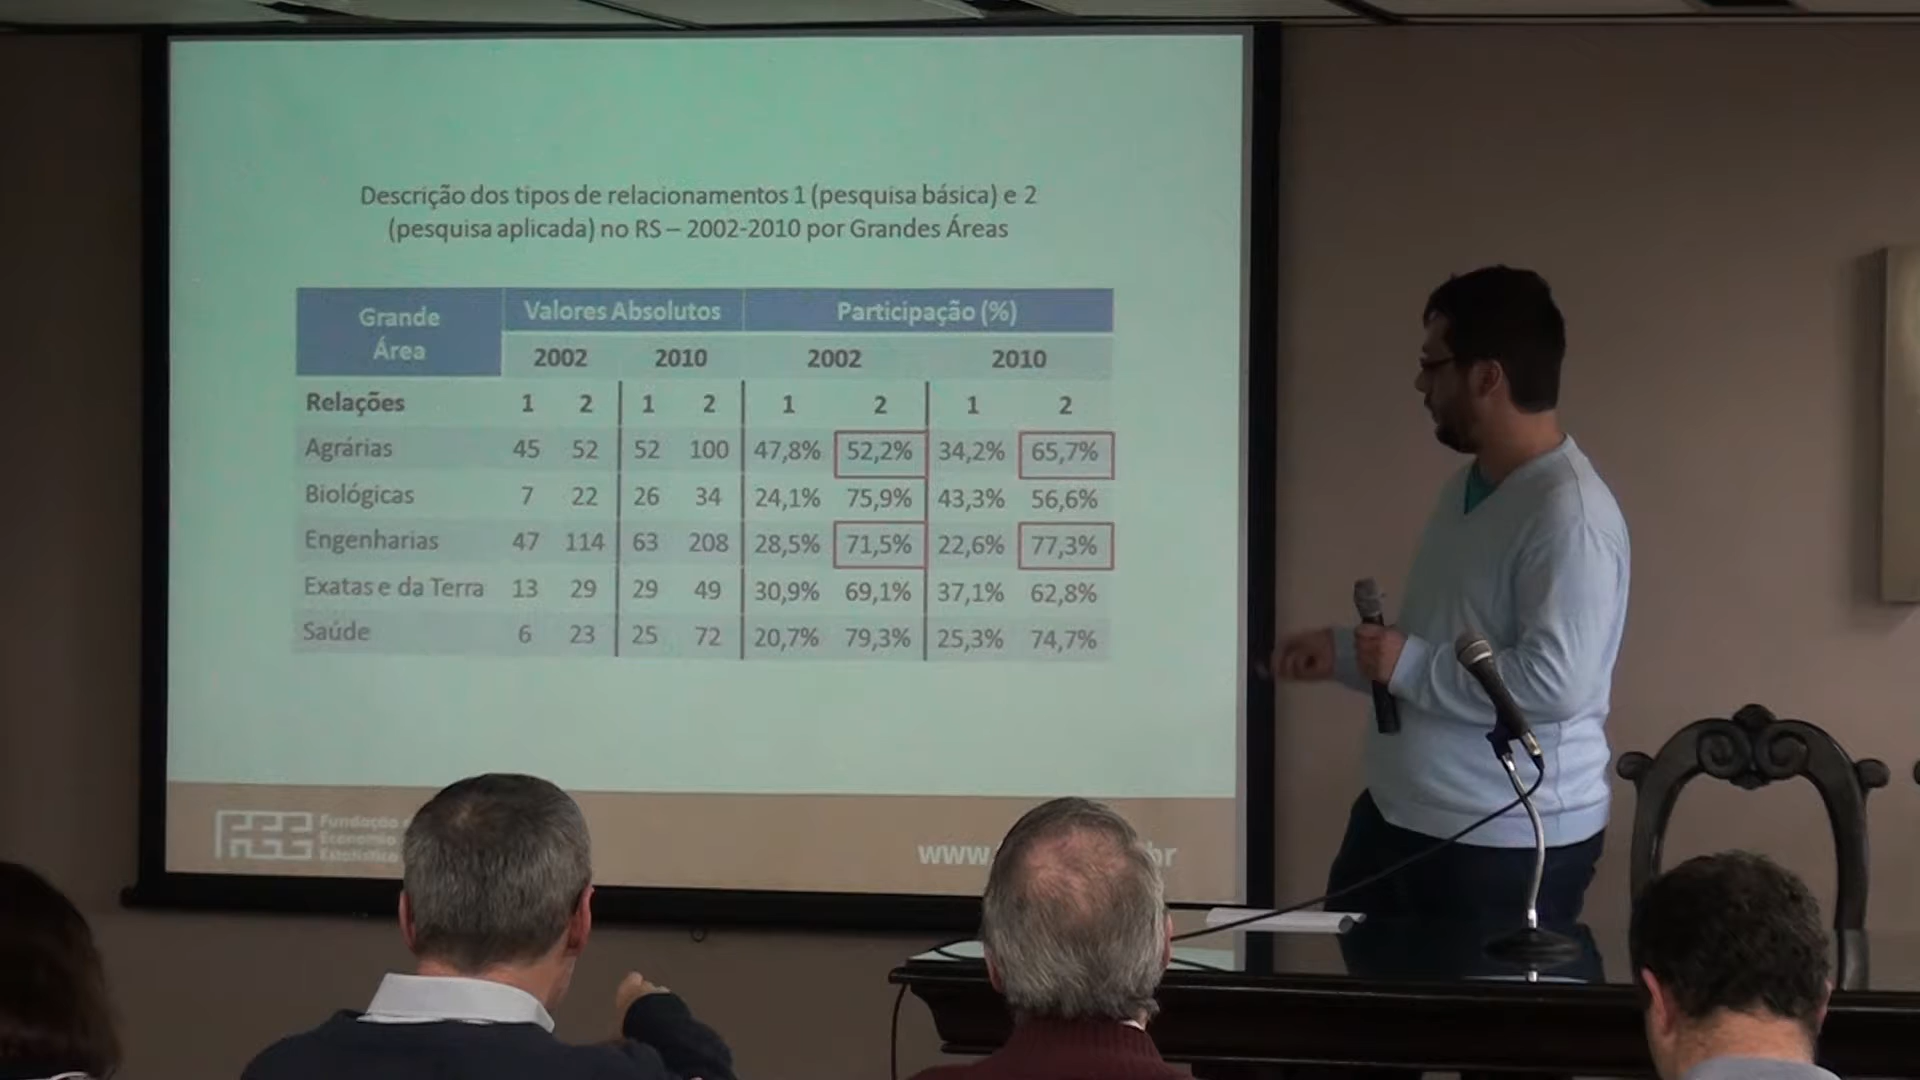 Descrição dos tipos de relacionamentos 1 (pesquisa básica) e 2
(pesquisa aplicada) no RS – 2002-2010 por Grandes Áreas
Grande Área Valores Absolutos Participação (%)
2002 2010 2002 2010
Relações 1 2 1 2 1 2 1 2
Agrárias 45 52 52 100 47,8% 52,2% 34,2% 65,7%
Biológicas 7 22 26 34 24,1% 75,9% 43,3% 56,6%
Engenharias 47 114 63 208 28,5% 71,5% 22,6% 77,3%
Exatas e da Terra 13 29 29 49 30,9% 69,1% 37,1% 62,8%
Saúde 6 23 25 72 20,7% 79,3% 25,3% 74,7%
FEE Fundação
Economia
Estatística
www. br